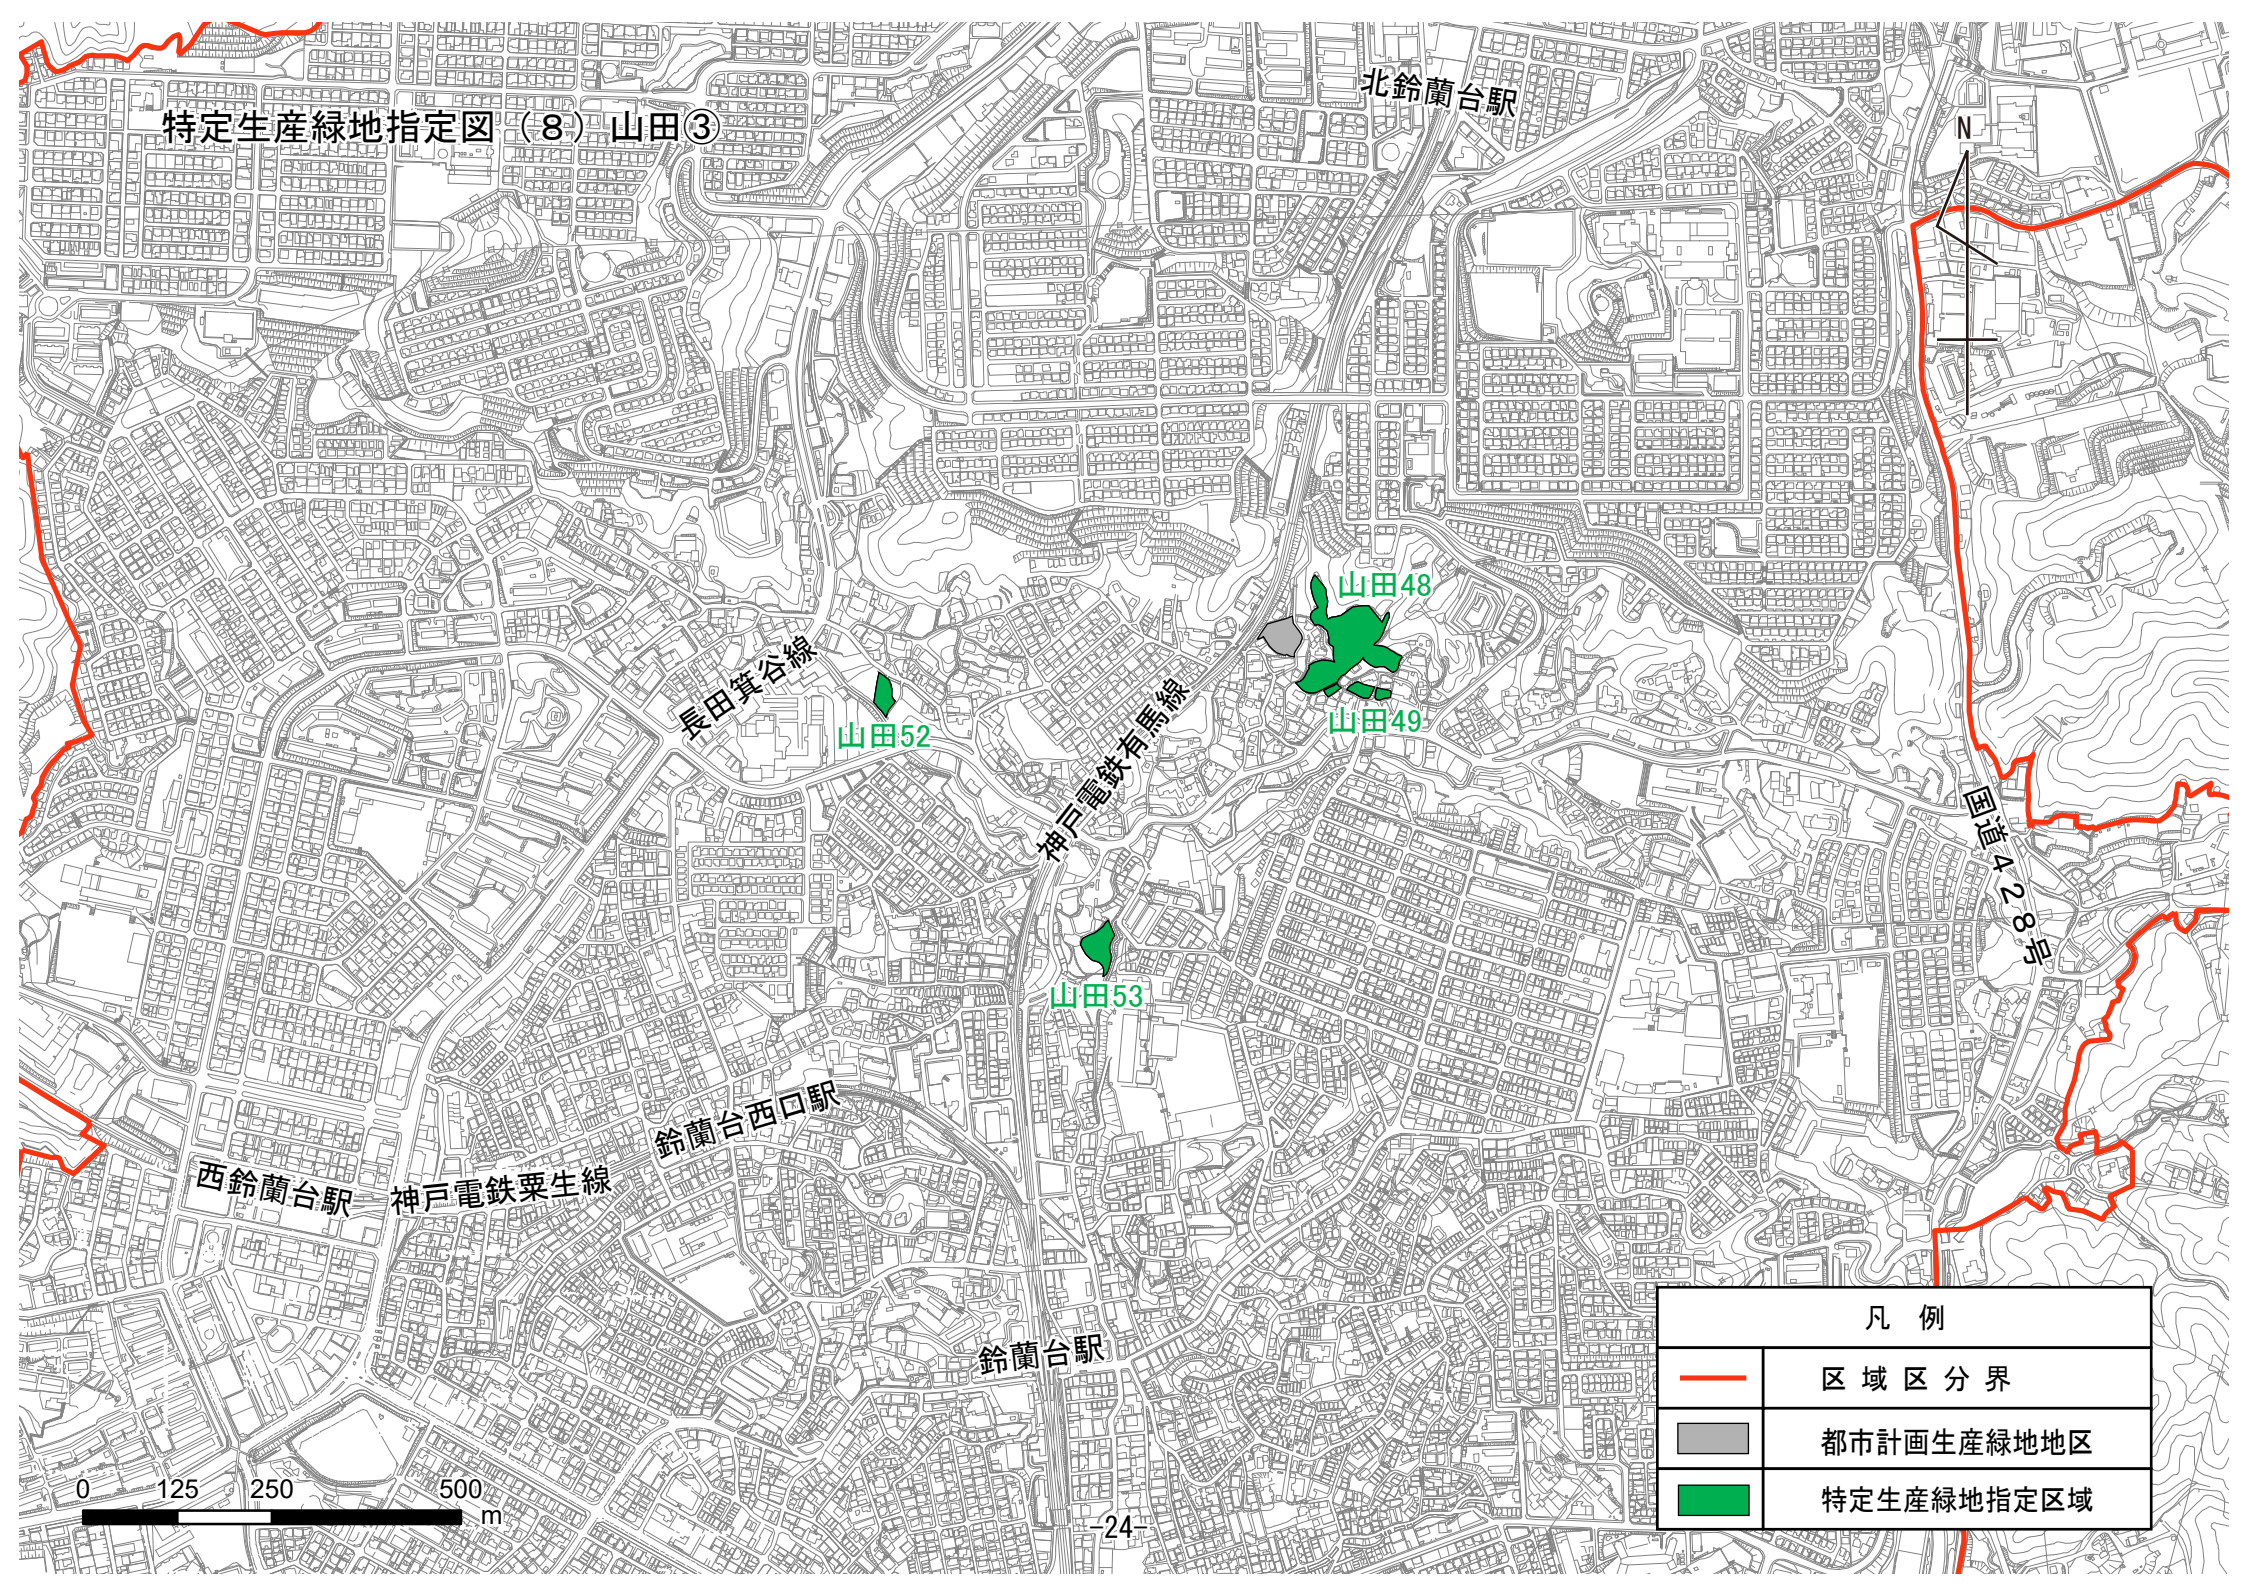 北鈴蘭台駅
特定生産緑地指定図（８）山田③
N
山田48
長田箕谷線
山田52
山田49
神戸電鉄有馬線
国道４２８号
山田53
鈴蘭台西口駅
西鈴蘭台駅
神戸電鉄粟生線
鈴蘭台駅
凡 例
区 域 区 分 界
都市計画生産緑地地区
特定生産緑地指定区域
0 125 250 500
m
-24-